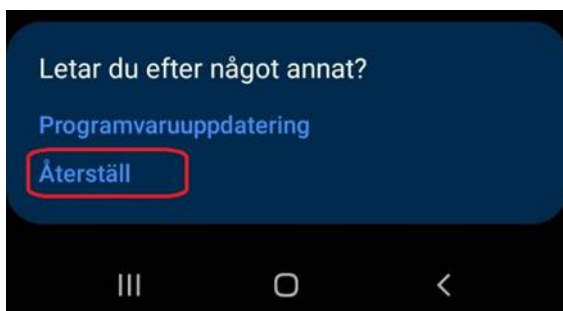 Letar du efter något annat?
Programvaruuppdatering
Återställ